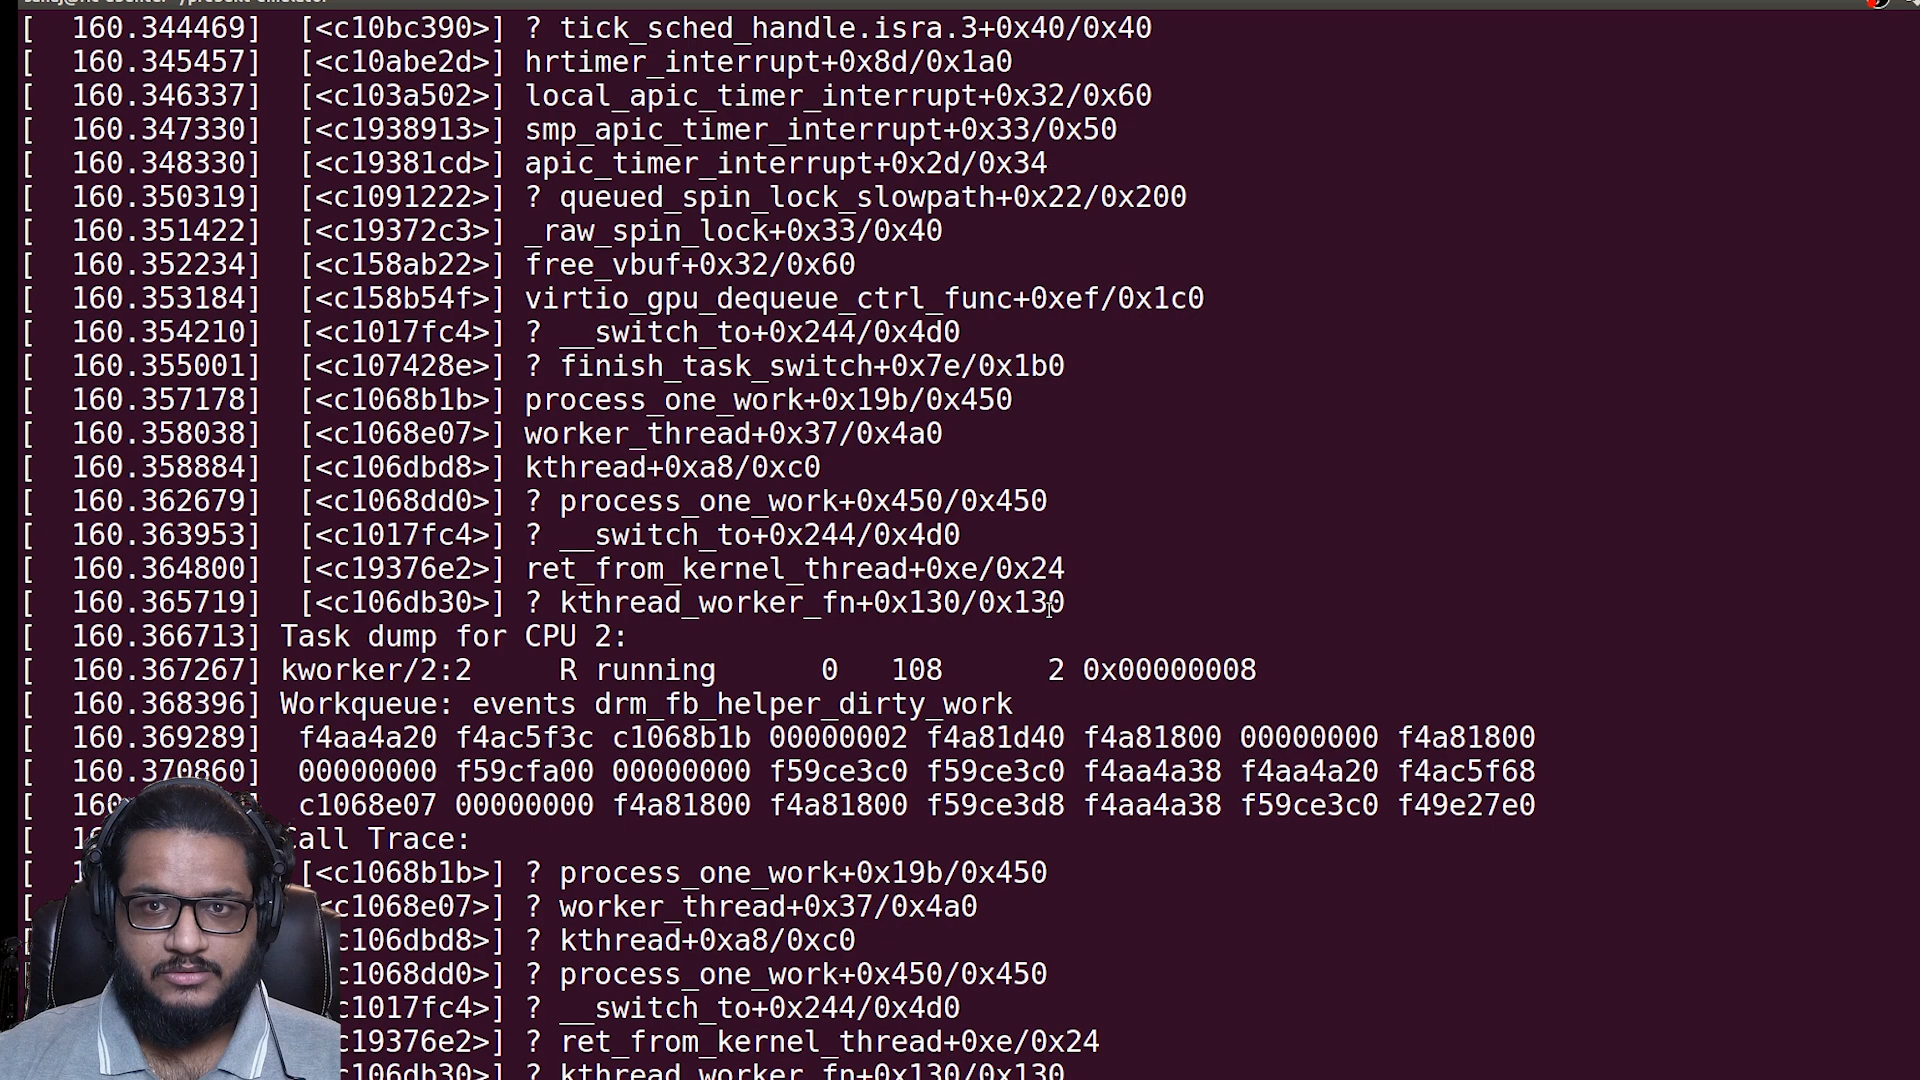 [  160.344469]  [<c10bc390>] ? tick_sched_handle.isra.3+0x40/0x40
[  160.345457]  [<c10abe2d>] hrtimer_interrupt+0x8d/0x1a0
[  160.346337]  [<c103a502>] local_apic_timer_interrupt+0x32/0x60
[  160.347330]  [<c1938913>] smp_apic_timer_interrupt+0x33/0x50
[  160.348330]  [<c19381cd>] apic_timer_interrupt+0x2d/0x34
[  160.350319]  [<c1091222>] ? queued_spin_lock_slowpath+0x22/0x200
[  160.351422]  [<c19372c3>] _raw_spin_lock+0x33/0x40
[  160.352234]  [<c158ab22>] free_vbuf+0x32/0x60
[  160.353184]  [<c158b54f>] virtio_gpu_dequeue_ctrl_func+0xef/0x1c0
[  160.354210]  [<c1017fc4>] ? __switch_to+0x244/0x4d0
[  160.355001]  [<c107428e>] ? finish_task_switch+0x7e/0x1b0
[  160.357178]  [<c1068b1b>] process_one_work+0x19b/0x450
[  160.358038]  [<c1068e07>] worker_thread+0x37/0x4a0
[  160.358884]  [<c106dbd8>] kthread+0xa8/0xc0
[  160.362679]  [<c1068dd0>] ? process_one_work+0x450/0x450
[  160.363953]  [<c1017fc4>] ? __switch_to+0x244/0x4d0
[  160.364800]  [<c19376e2>] ret_from_kernel_thread+0xe/0x24
[  160.365719]  [<c106db30>] ? kthread_worker_fn+0x130/0x130
[  160.366713] Task dump for CPU 2:
[  160.367267] kworker/2:2     R running      0   108      2 0x00000008
[  160.368396] Workqueue: events drm_fb_helper_dirty_work
[  160.369289]  f4aa4a20 f4ac5f3c c1068b1b 00000002 f4a81d40 f4a81800 00000000 f4a81800
[  160.370860]  00000000 f59cfa00 00000000 f59ce3c0 f59ce3c0 f4aa4a38 f4aa4a20 f4ac5f68
[ c1068e07 00000000 f4a81800 f4a81800 f59ce3d8 f4aa4a38 f59ce3c0 f49e27e0
[ Call Trace:
[ [<c1068b1b>] ? process_one_work+0x19b/0x450
[ <c1068e07>] ? worker_thread+0x37/0x4a0
c106dbd8>] ? kthread+0xa8/0xc0
c1068dd0>] ? process_one_work+0x450/0x450
c1017fc4>] ? __switch_to+0x244/0x4d0
c19376e2>] ? ret_from_kernel_thread+0xe/0x24
c106db30>] ? kthread_worker_fn+0x130/0x130